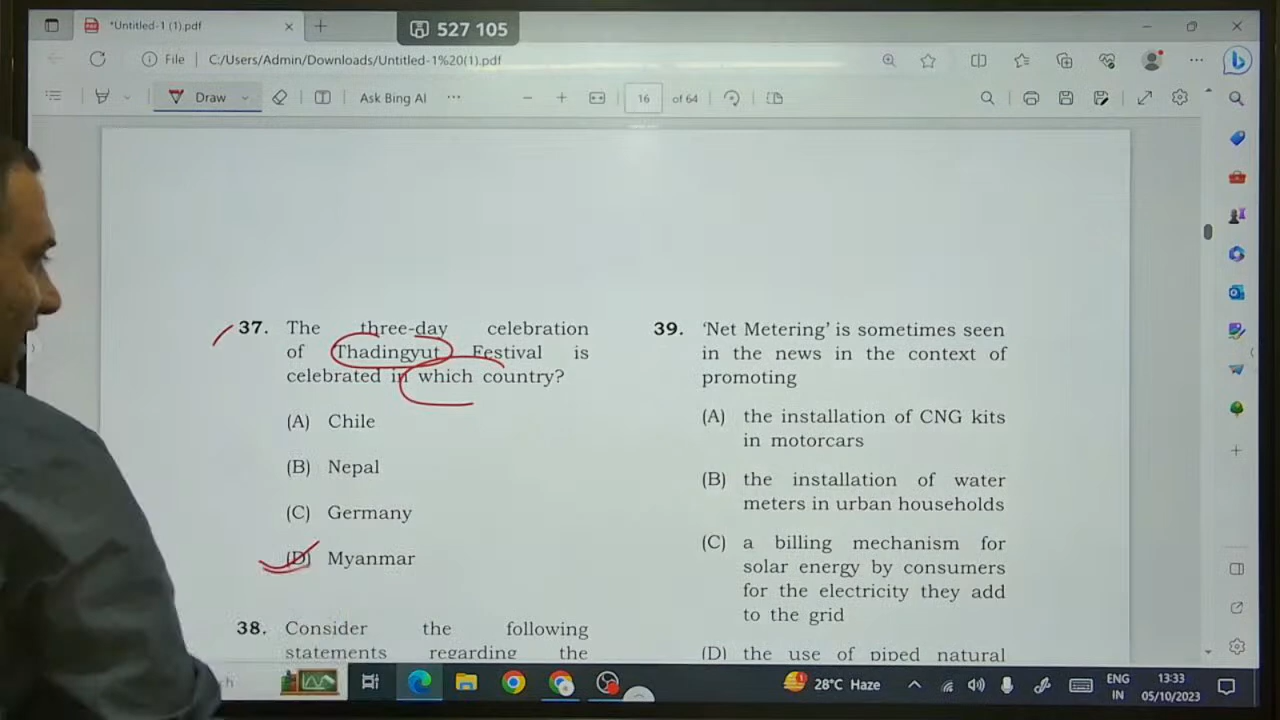 *Untitled-1 (1).pdf
527 105
File
C:/Users/Admin/Downloads/Untitled-1%20(1).pdf
Draw
Ask Bing AI
16 of 64
37. The three-day celebration
of Thadingyut Festival is
celebrated in which country?
(A) Chile
(B) Nepal
(C) Germany
(D) Myanmar
38. Consider the following
statements regarding the
39. ‘Net Metering’ is sometimes seen
in the news in the context of
promoting
(A) the installation of CNG kits
in motorcars
(B) the installation of water
meters in urban households
(C) a billing mechanism for
solar energy by consumers
for the electricity they add
to the grid
(D) the use of piped natural
28°C Haze
ENG
IN
13:33
05/10/2023